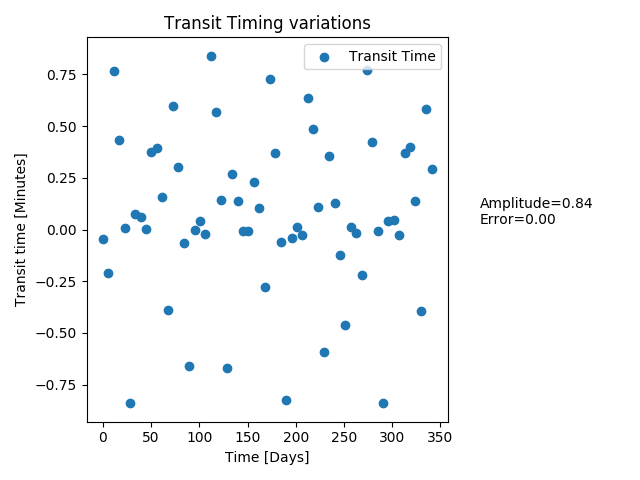 Transit Timing variations
Transit Time
0.75
0.50
0.25
0.00
−0.25
−0.50
−0.75
Transit time [Minutes]
Amplitude=0.84
Error=0.00
0 50 100 150 200 250 300 350
Time [Days]